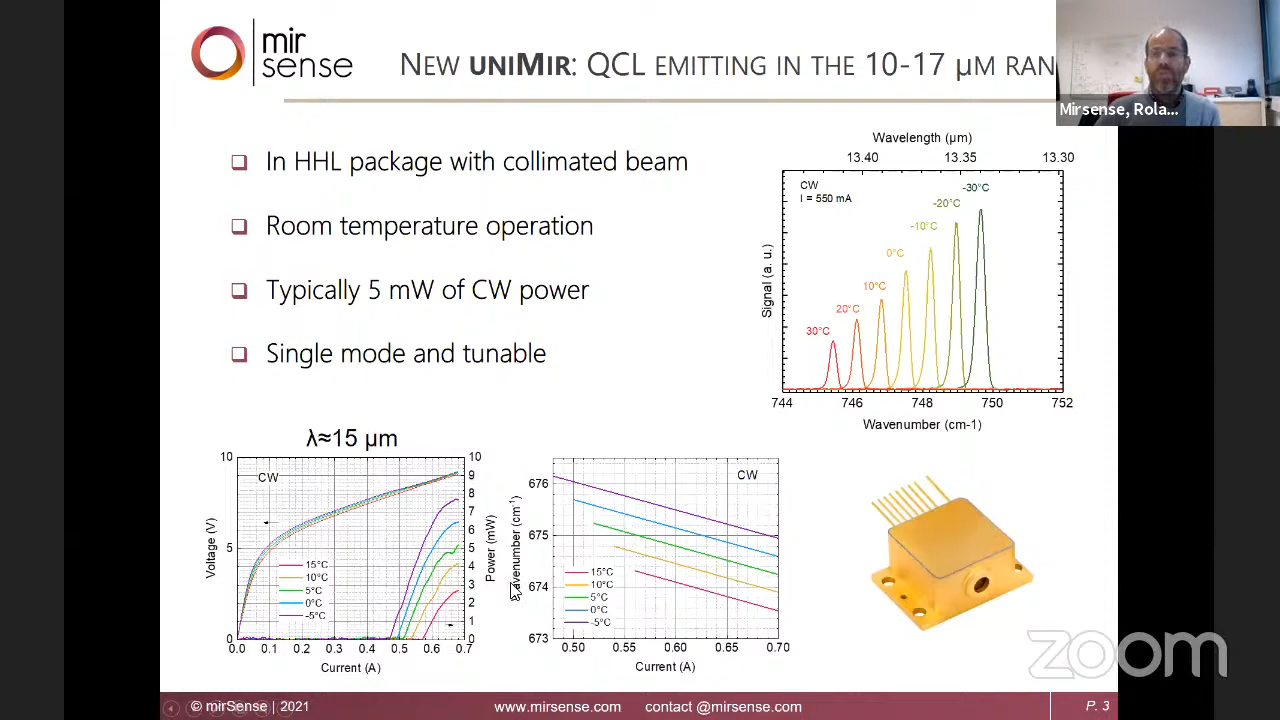 mir
sense
NEW UNIMIR: QCL EMITTING IN THE 10-17 µM RAN
Mirsense, Rola...
In HHL package with collimated beam
Room temperature operation
Typically 5 mW of CW power
Single mode and tunable
Wavelength (µm)
13.40 13.35 13.30
CW
I = 550 mA
-30°C
-20°C
-10°C
0°C
10°C
20°C
30°C
Signal (a. u.)
744 746 748 750 752
Wavenumber (cm-1)
λ≈15 µm
10
5
0
Voltage (V)
CW
15°C
10°C
5°C
0°C
-5°C
10
9
8
7
6
5
4
3
2
1
0
Power (mW)
0.0 0.1 0.2 0.3 0.4 0.5 0.6 0.7
Current (A)
CW
676
675
674
673
Wavenumber (cm-1)
15°C
10°C
5°C
0°C
-5°C
0.50 0.55 0.60 0.65 0.70
Current (A)
zoom
© mirSense | 2021
www.mirsense.com
contact @mirsense.com
P. 3